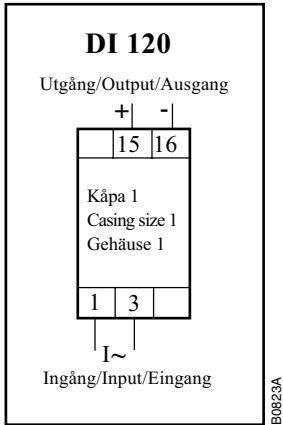 DI 120
Utgång/Output/Ausgang
+ -
15 16
Kåpa 1
Casing size 1
Gehäuse 1
1 3
I~
Ingång/Input/Eingang
B0823A